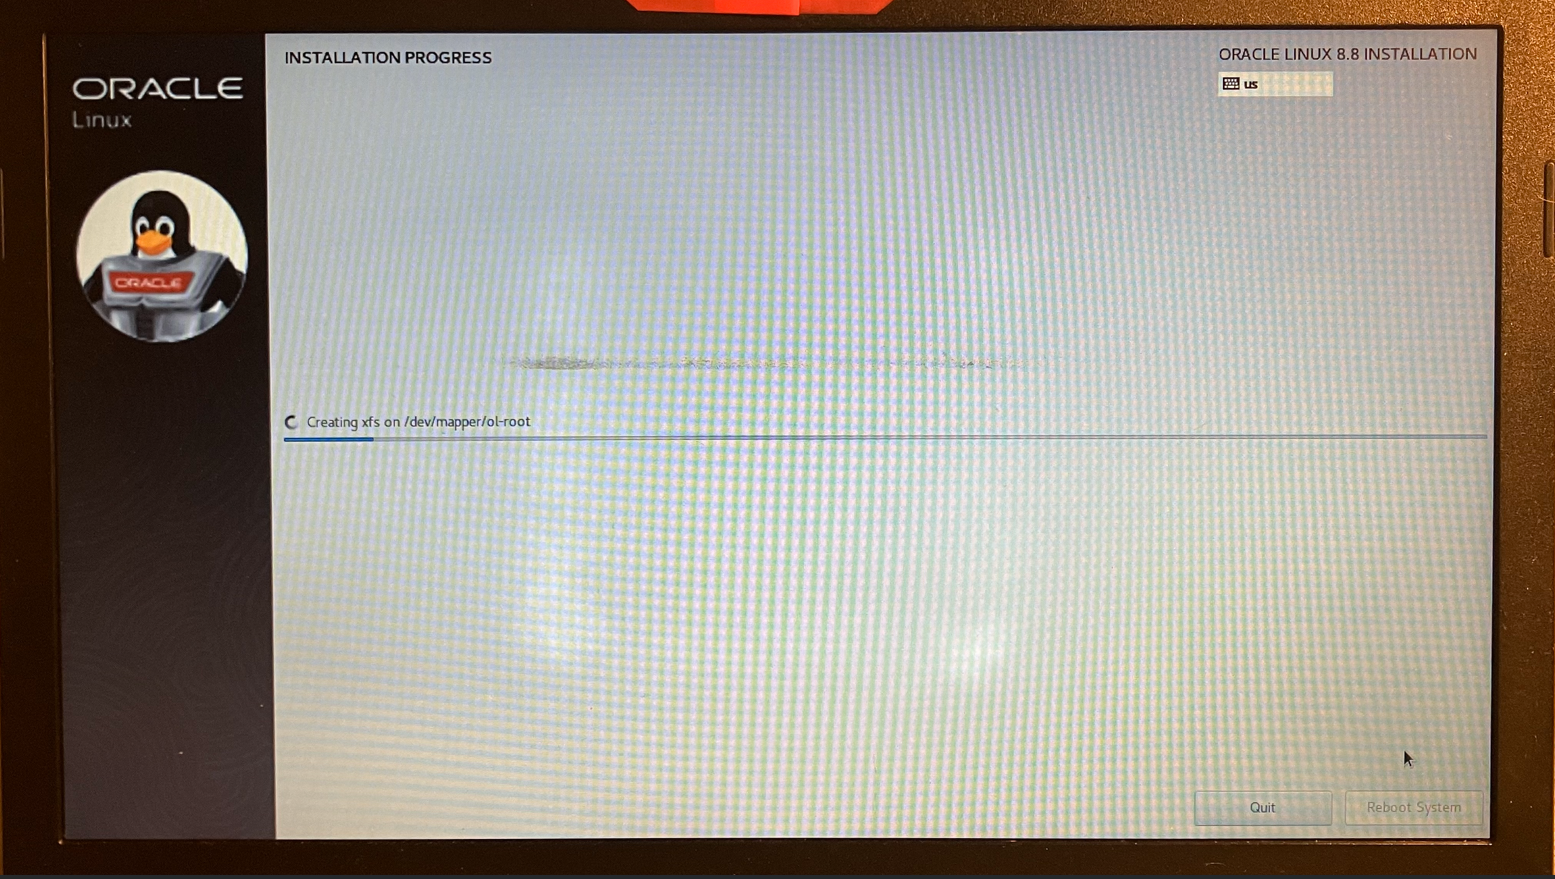 INSTALLATION PROGRESS
ORACLE LINUX 8.8 INSTALLATION
us
ORACLE
Linux
ORACLE
Creating xfs on /dev/mapper/ol-root
Quit
Reboot System